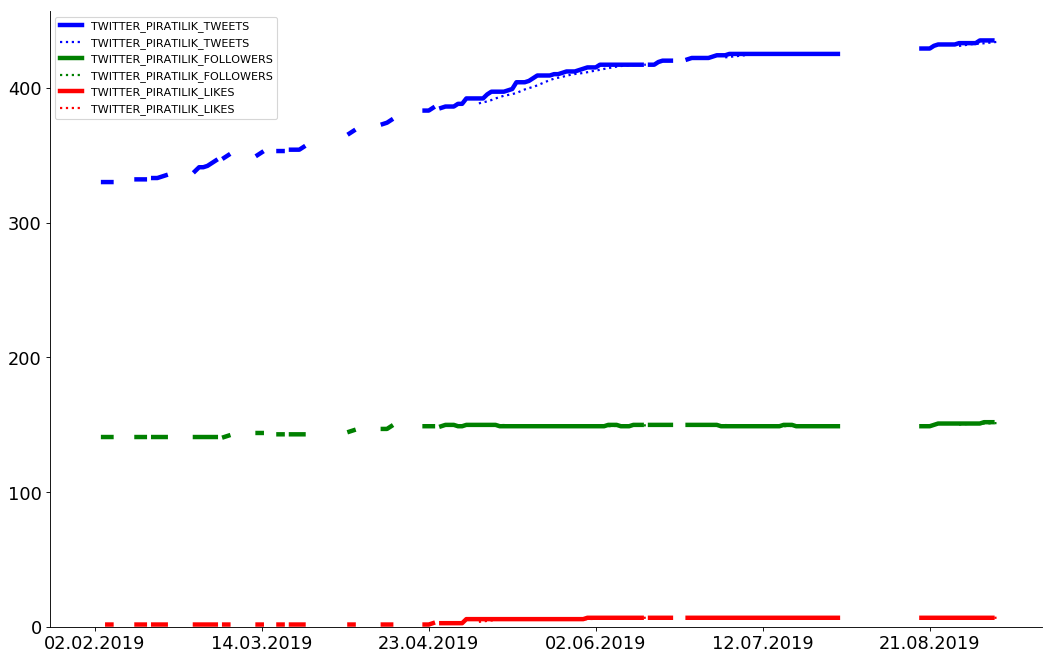 TWITTER_PIRATILIK_TWEETS
TWITTER_PIRATILIK_TWEETS
TWITTER_PIRATILIK_FOLLOWERS
TWITTER_PIRATILIK_FOLLOWERS
TWITTER_PIRATILIK_LIKES
TWITTER_PIRATILIK_LIKES
400
300
200
100
0
02.02.2019 14.03.2019 23.04.2019 02.06.2019 12.07.2019 21.08.2019